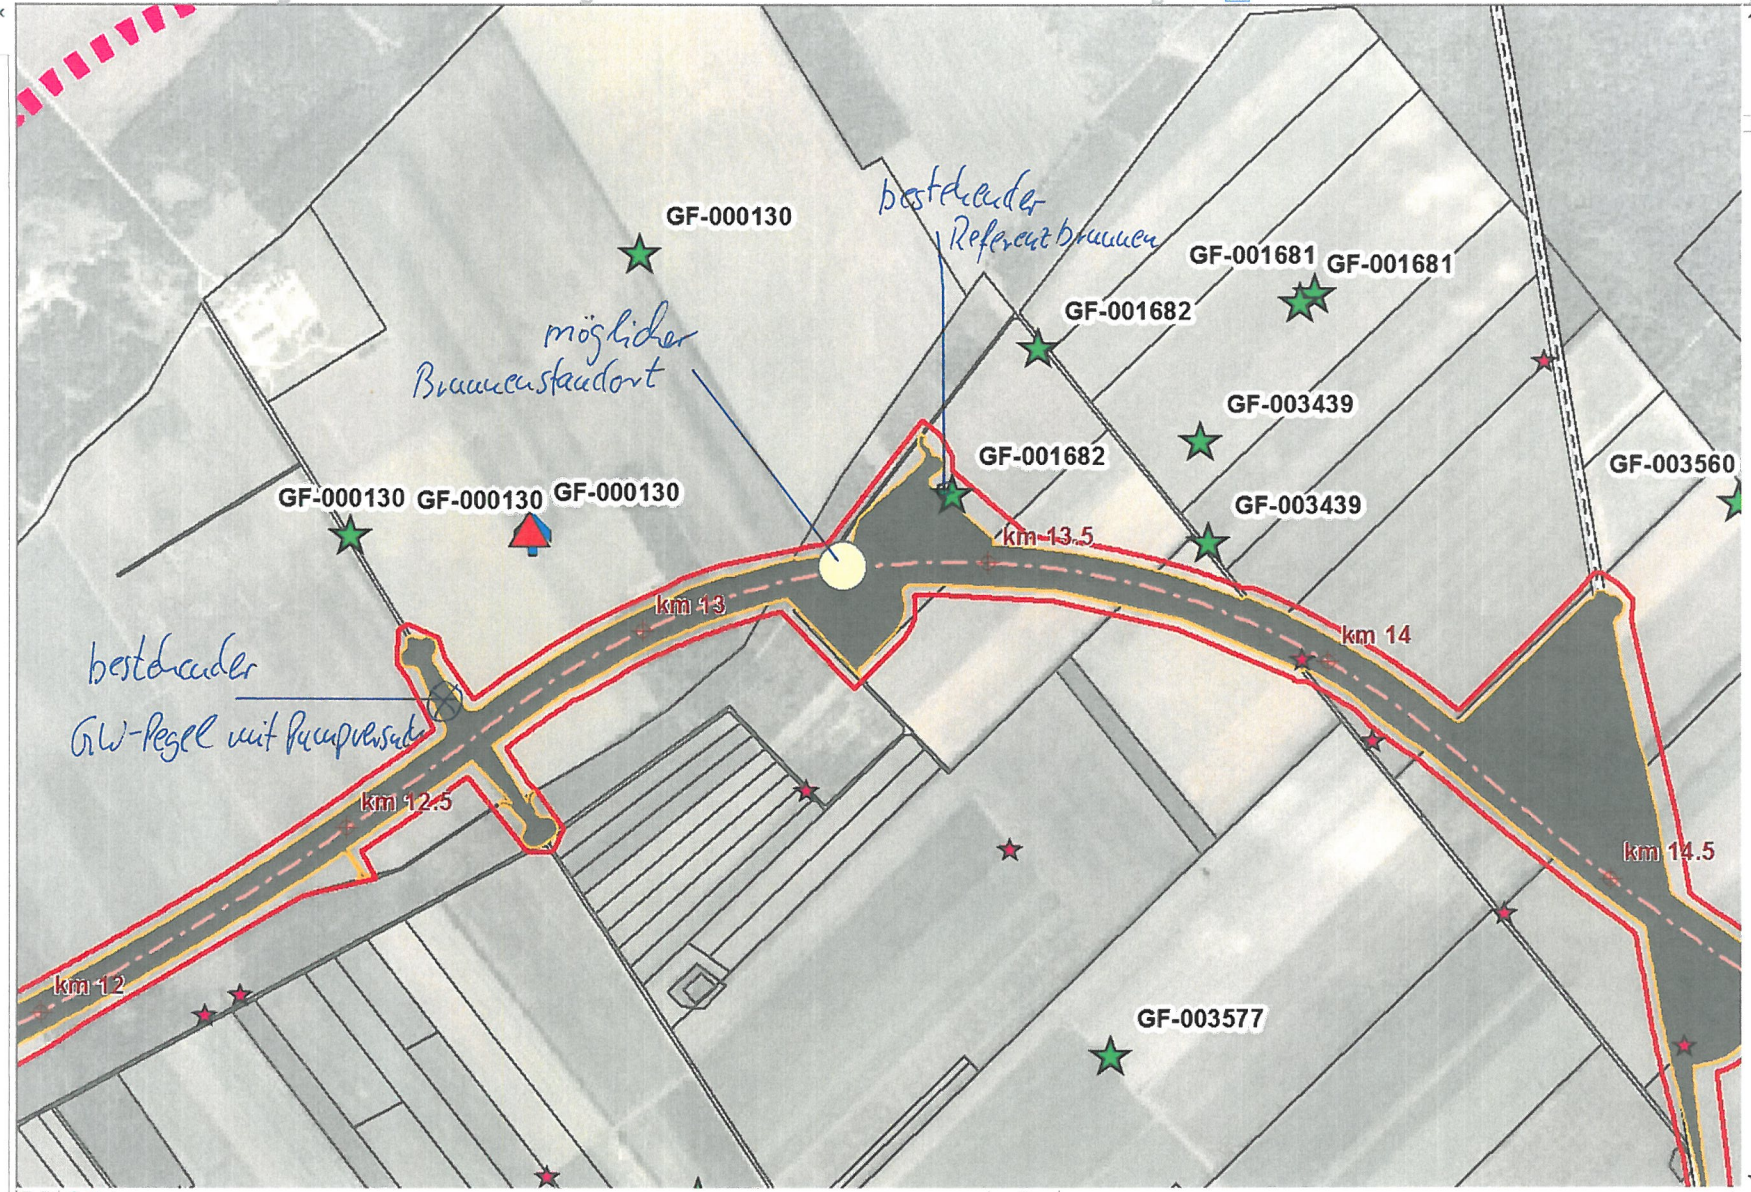 bestehender
Referenzbrunnen
GF-000130
GF-001681
GF-001681
GF-001682
möglicher
Brunnenstandort
GF-003439
GF-001682
GF-003560
GF-000130
GF-000130
GF-000130
GF-003439
km 13.5
km 13
km 14
bestehender
GW-Pegel mit Pumpversuch
km 12.5
km 14.5
km 12
GF-003577